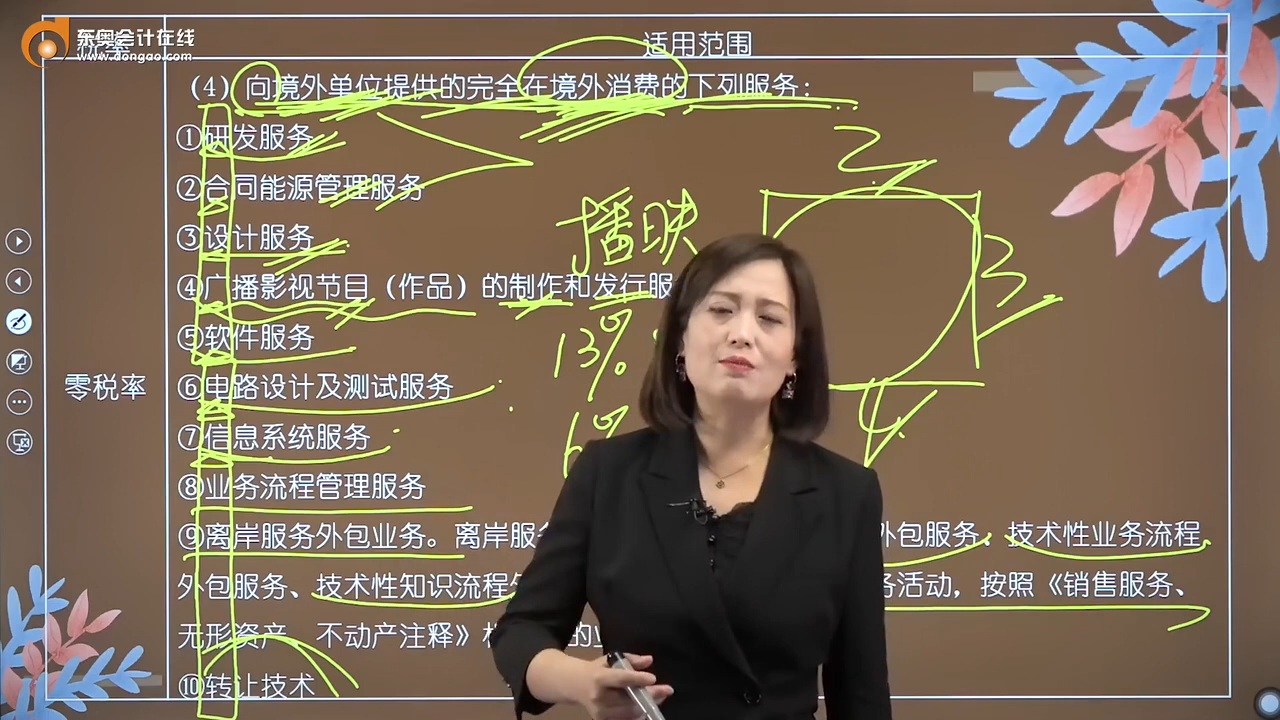 东奥会计在线
www.dongao.com
适用范围
(4)向境外单位提供的完全在境外消费的下列服务:
①研发服务
②合同能源管理服务
播映
③设计服务
④广播影视节目(作品)的制作和发行服
13%
⑤软件服务
零税率
⑥电路设计及测试服务
6%
⑦信息系统服务
⑧业务流程管理服务
⑨离岸服务外包业务。离岸服 外包服务、技术性业务流程
外包服务、技术性知识流程 务活动,按照《销售服务、
无形资产、不动产注释》 的业
⑩转让技术